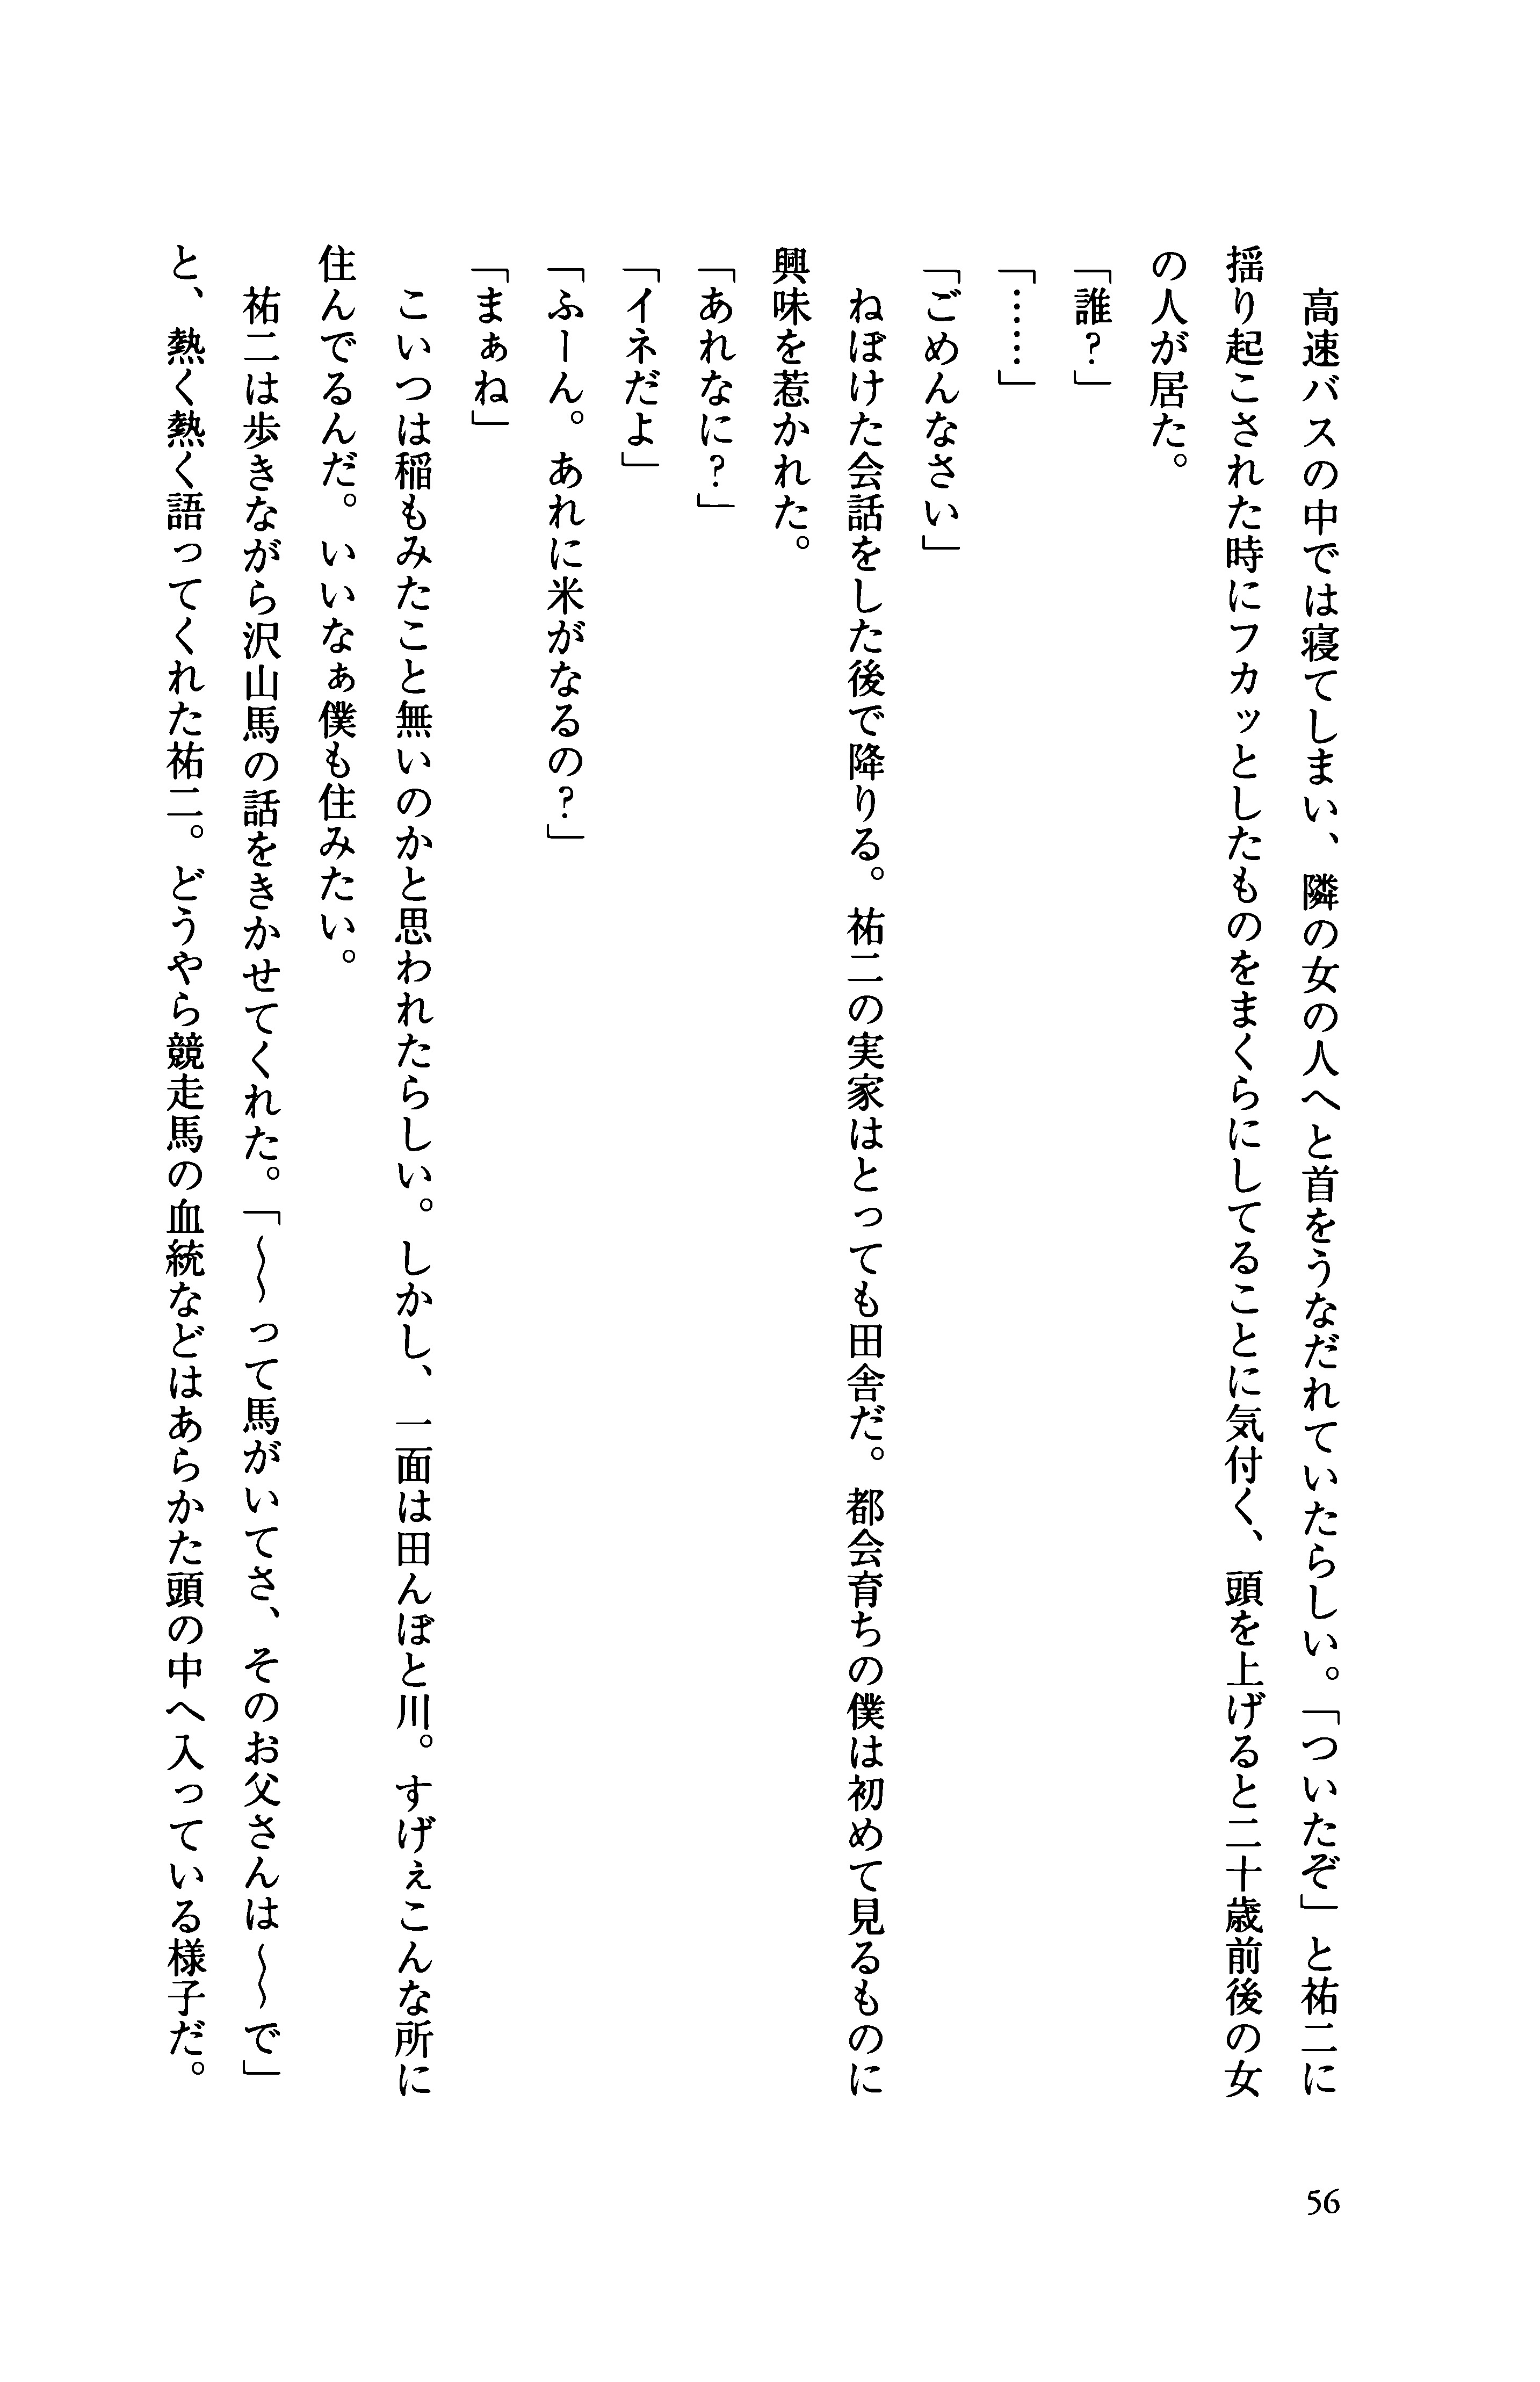 高速バスの中では寝てしまい、隣の女の人へと首をうなだれていたらしい。「ついたぞ」と祐二に
揺り起こされた時にフカッとしたものをまくらにしてることに気付く、頭を上げると二十歳前後の女
の人が居た。
「誰？」
「……」
「ごめんなさい」
　ねぼけた会話をした後で降りる。祐二の実家はとっても田舎だ。都会育ちの僕は初めて見るものに
興味を惹かれた。
「あれなに？」
「イネだよ」
「ふーん。あれに米がなるの？」
「まぁね」
　こいつは稲もみたこと無いのかと思われたらしい。しかし、一面は田んぼと川。すげぇこんな所に
住んでるんだ。いいなぁ僕も住みたい。
　祐二は歩きながら沢山馬の話をきかせてくれた。「〜〜って馬がいてさ、そのお父さんは〜〜で」
と、熱く熱く語ってくれた祐二。どうやら競走馬の血統などはあらかた頭の中へ入っている様子だ。
56